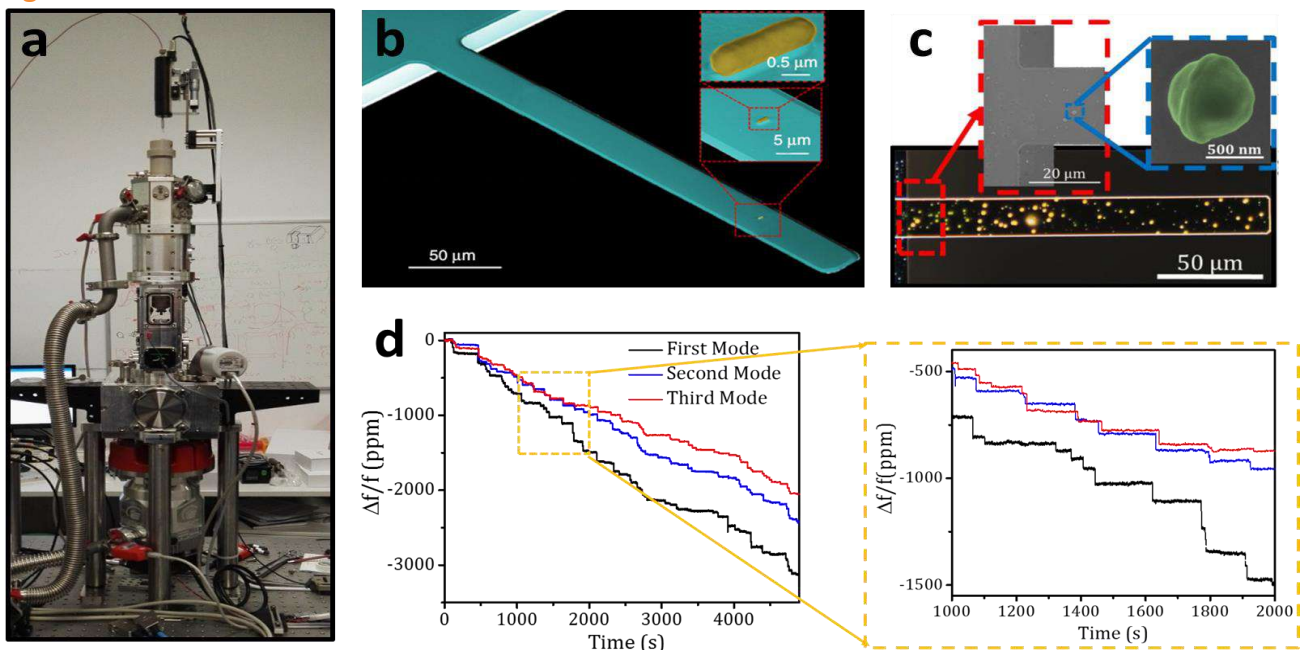 a
b
0.5 µm
5 µm
50 µm
c
500 nm
20 µm
50 µm
d
First Mode
Second Mode
Third Mode
0
-1000
-2000
-3000
Δf/f (ppm)
0 1000 2000 3000 4000
Time (s)
-500
-1000
-1500
Δf/f(ppm)
1000 1200 1400 1600 1800 2000
Time (s)